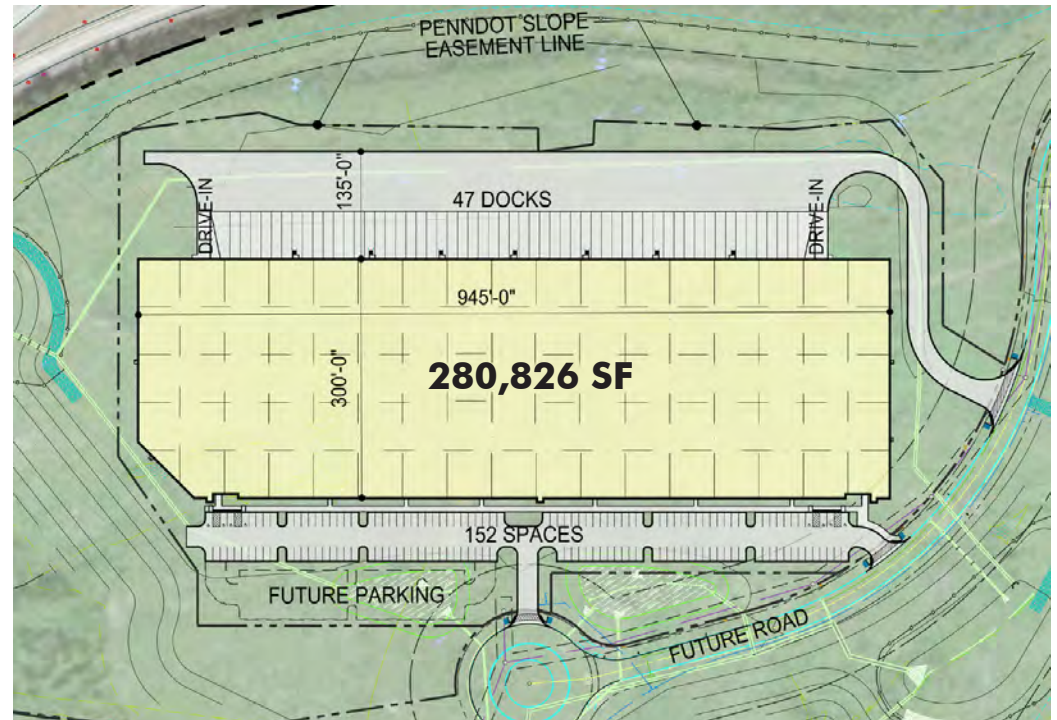 PENNDOT SLOPE
EASEMENT LINE
135'-0"
47 DOCKS
DRIVE-IN
DRIVE-IN
945'-0"
300'-0"
280,826 SF
152 SPACES
FUTURE PARKING
FUTURE ROAD